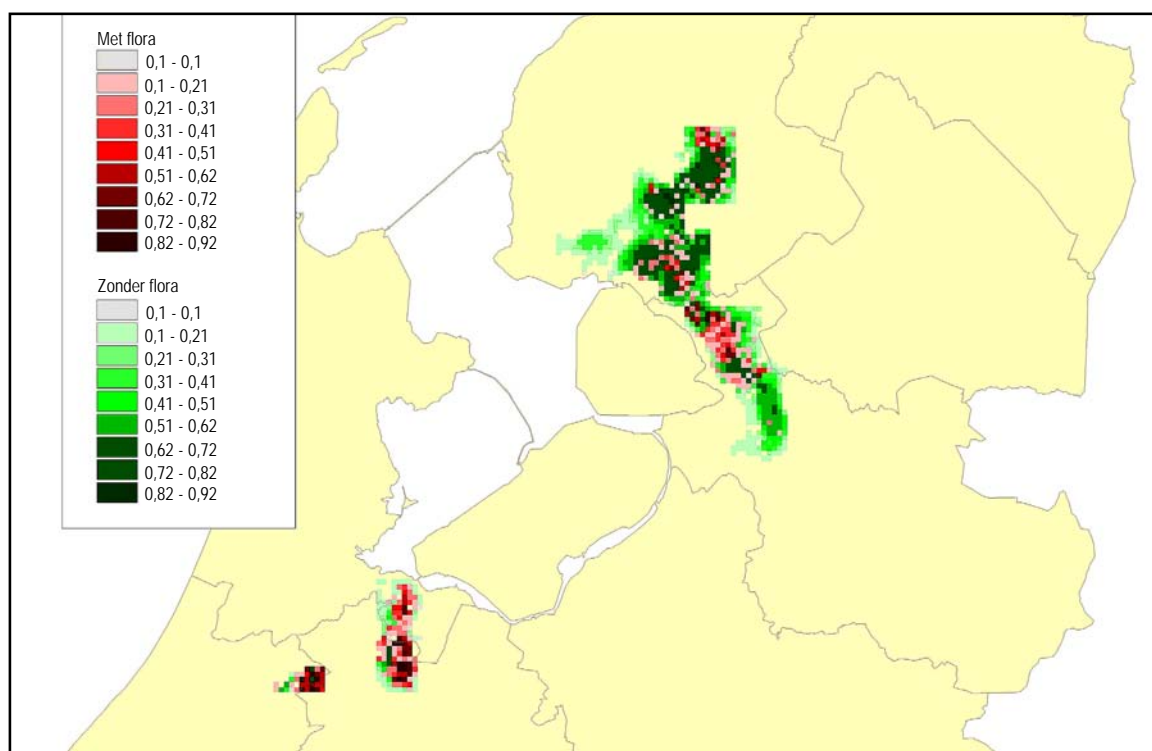 Met flora
0,1 - 0,1
0,1 - 0,21
0,21 - 0,31
0,31 - 0,41
0,41 - 0,51
0,51 - 0,62
0,62 - 0,72
0,72 - 0,82
0,82 - 0,92
Zonder flora
0,1 - 0,1
0,1 - 0,21
0,21 - 0,31
0,31 - 0,41
0,41 - 0,51
0,51 - 0,62
0,62 - 0,72
0,72 - 0,82
0,82 - 0,92